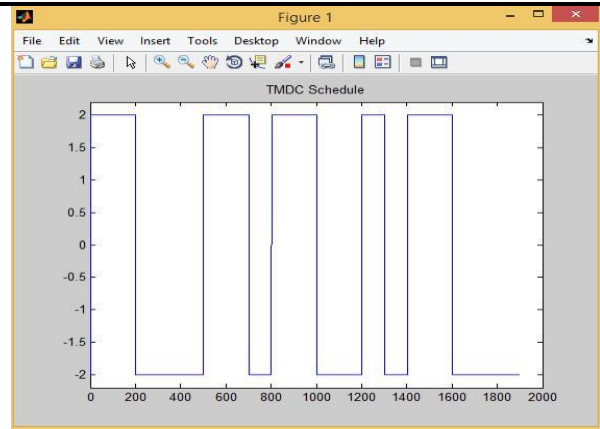 Figure 1
File Edit View Insert Tools Desktop Window Help
TMDC Schedule
2
1.5
1
0.5
0
-0.5
-1
-1.5
-2
0 200 400 600 800 1000 1200 1400 1600 1800 2000